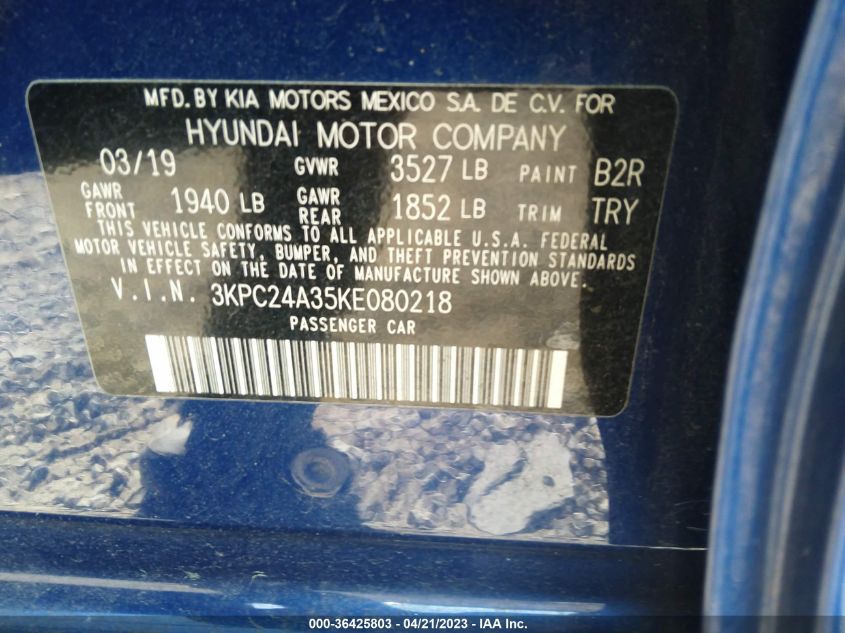 MFD. BY KIA MOTORS MEXICO S.A. DE C.V. FOR
HYUNDAI MOTOR COMPANY
03/19 GVWR 3527 LB PAINT B2R
GAWR FRONT 1940 LB GAWR REAR 1852 LB TRIM TRY
THIS VEHICLE CONFORMS TO ALL APPLICABLE U.S.A. FEDERAL
MOTOR VEHICLE SAFETY, BUMPER, AND THEFT PREVENTION STANDARDS
IN EFFECT ON THE DATE OF MANUFACTURE SHOWN ABOVE.
V.I.N. 3KPC24A35KE080218
PASSENGER CAR
000-36425803 - 04/21/2023 - IAA Inc.